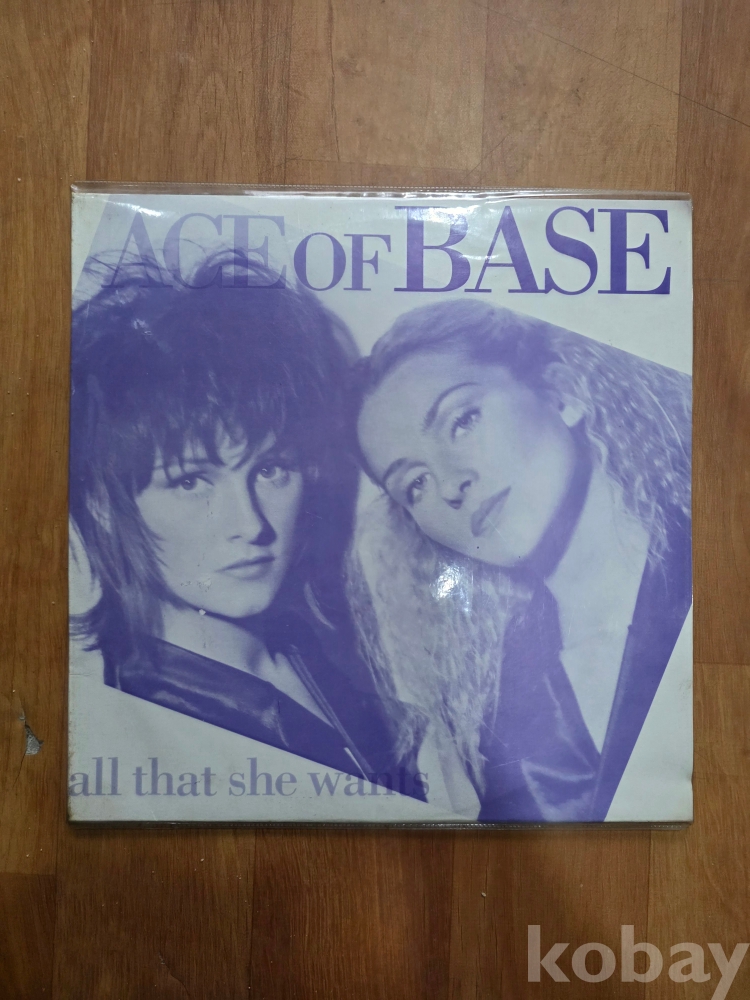 ACE OF BASE
all that she wants
kobay